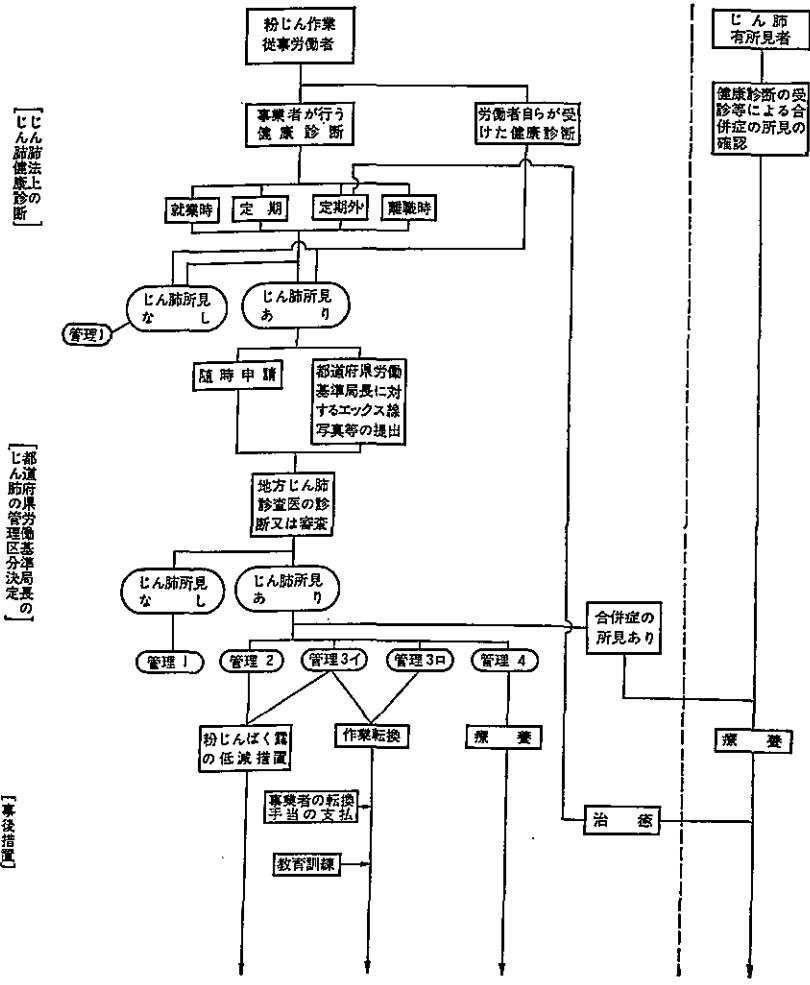 粉じん作業
従事労働者
じん肺
有所見者
[じん肺法上の
じん肺健康診断]
事業者が行う
健康診断
労働者自らが受
けた健康診断
健康診断の受
診等による合
併症の所見の
確認
就業時
定期
定期外
離職時
じん肺所見
なし
じん肺所見
あり
管理1
随時申請
都道府県労働
基準局長に対
するエックス線
写真等の提出
[都道府県労働基準局長の
じん肺の管理区分決定]
地方じん肺
診査医の診
断又は審査
じん肺所見
なし
じん肺所見
あり
合併症の
所見あり
管理1
管理2
管理3イ
管理3ロ
管理4
粉じんばく露
の低減措置
作業転換
療養
療養
[事後措置]
事業者の転換
手当の支払
治癒
教育訓練